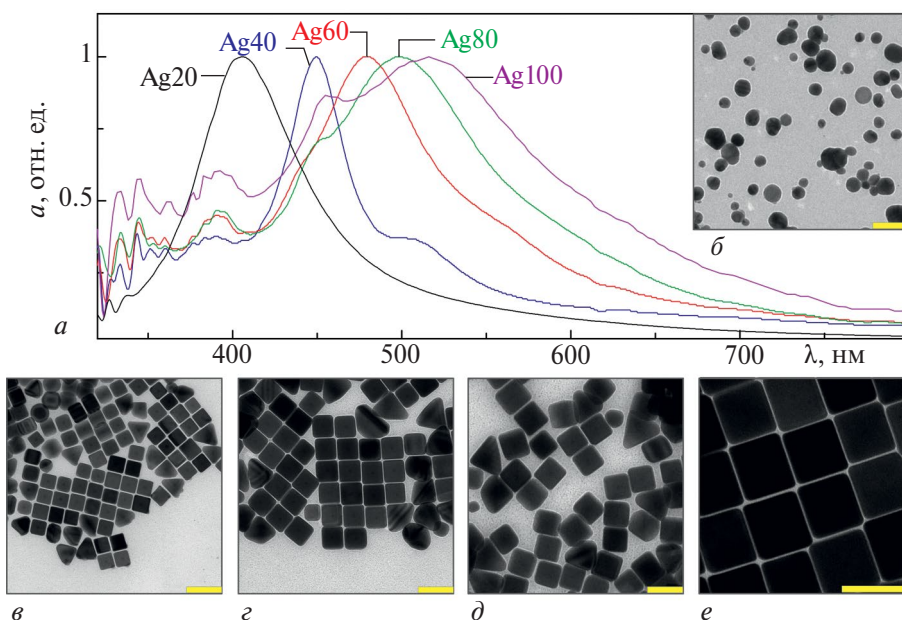 Ag20
Ag40
Ag60
Ag80
Ag100
1
0.5
a, отн. ед.
а
400
500
600
700
λ, нм
б
в
г
д
е